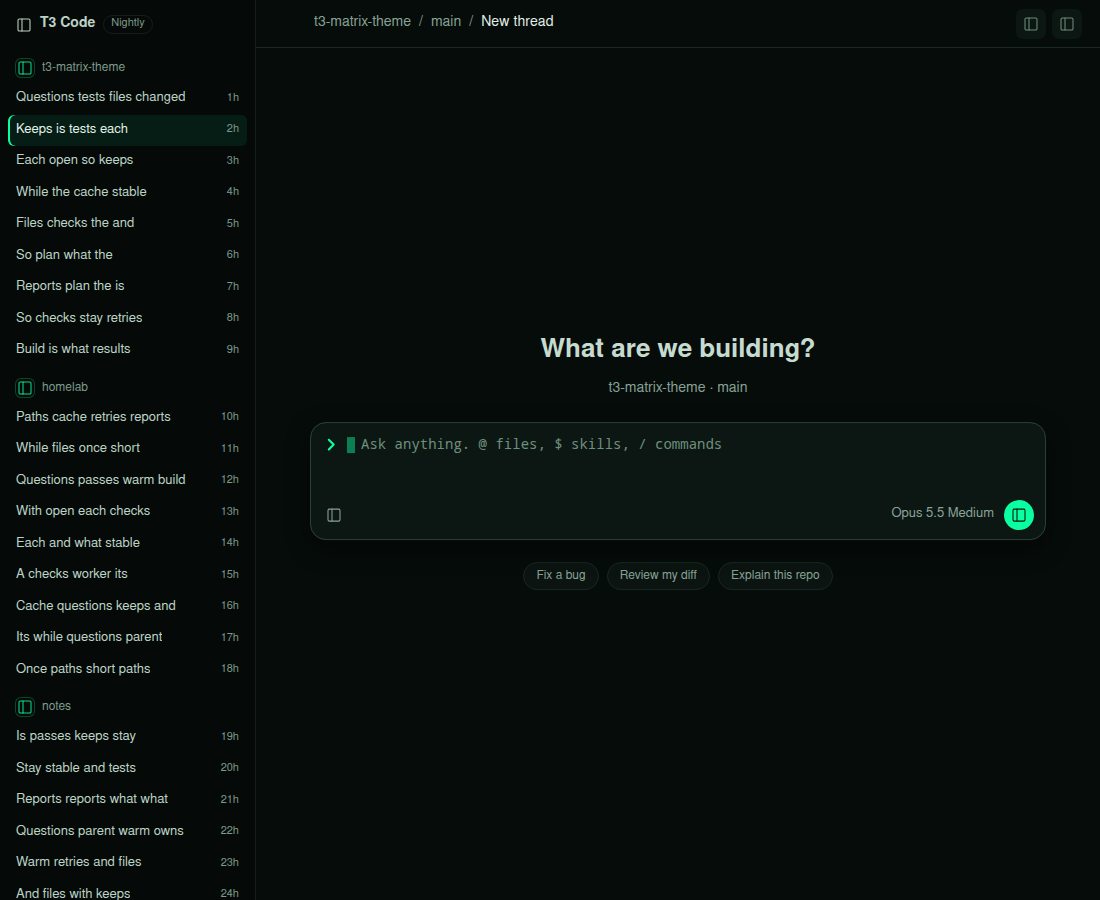 T3 Code Nightly
t3-matrix-theme
Questions tests files changed 1h
Keeps is tests each 2h
Each open so keeps 3h
While the cache stable 4h
Files checks the and 5h
So plan what the 6h
Reports plan the is 7h
So checks stay retries 8h
Build is what results 9h
homelab
Paths cache retries reports 10h
While files once short 11h
Questions passes warm build 12h
With open each checks 13h
Each and what stable 14h
A checks worker its 15h
Cache questions keeps and 16h
Its while questions parent 17h
Once paths short paths 18h
notes
Is passes keeps stay 19h
Stay stable and tests 20h
Reports reports what what 21h
Questions parent warm owns 22h
Warm retries and files 23h
And files with keeps 24h
t3-matrix-theme / main / New thread
What are we building?
t3-matrix-theme · main
Ask anything. @ files, $ skills, / commands
Opus 5.5 Medium
Fix a bug
Review my diff
Explain this repo